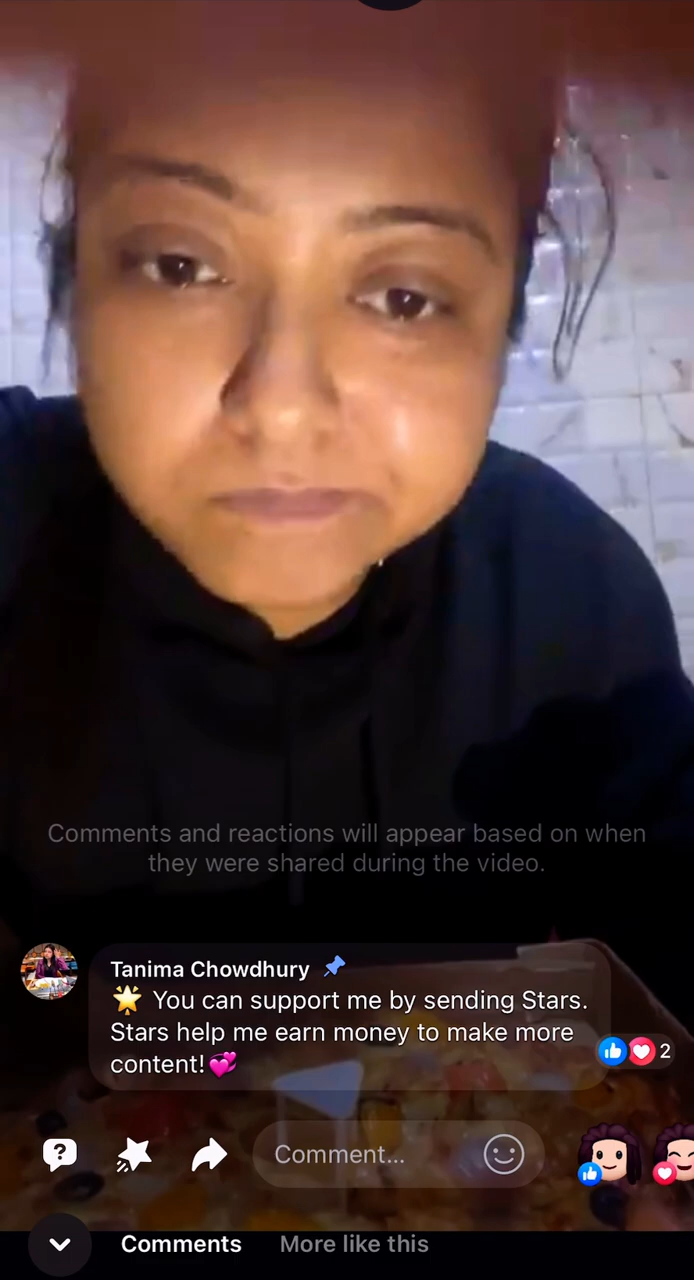 Comments and reactions will appear based on when
they were shared during the video.
Tanima Chowdhury 📌
🌟 You can support me by sending Stars.
Stars help me earn money to make more
content!💞
2
Comment...
Comments More like this